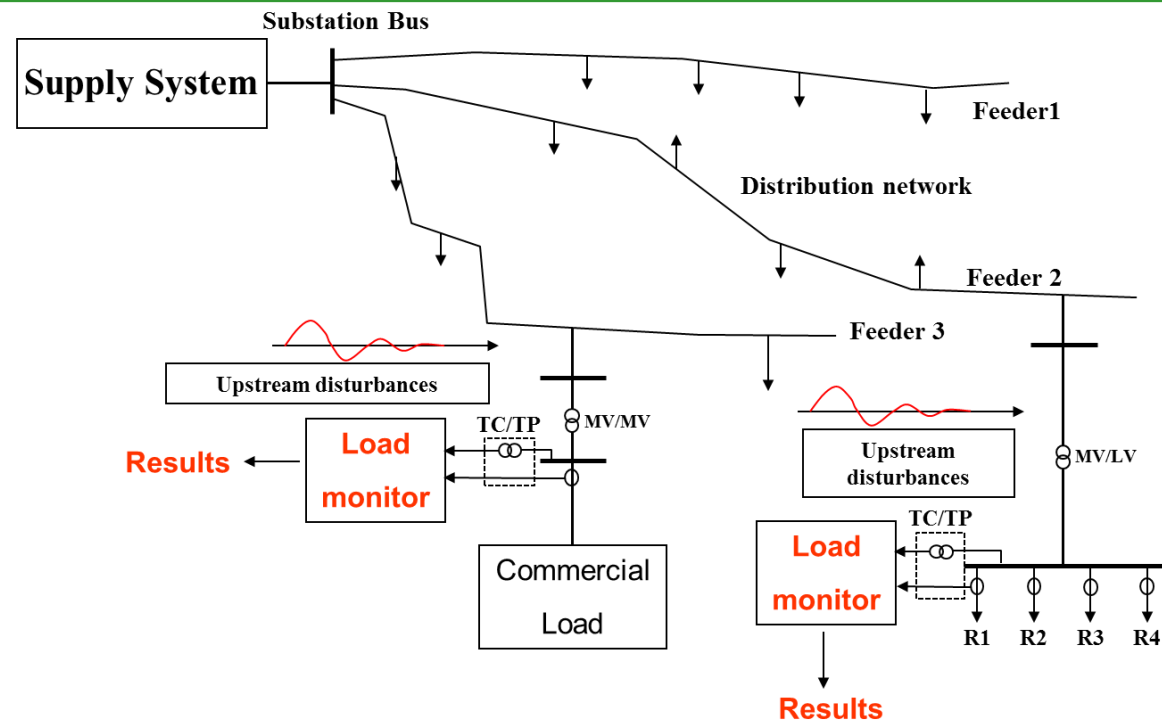 Substation Bus
Supply System
Feeder1
Distribution network
Feeder 2
Feeder 3
Upstream disturbances
MV/MV
TC/TP
Load
monitor
Results
Commercial
Load
Upstream
disturbances
MV/LV
TC/TP
Load
monitor
R1 R2 R3 R4
Results